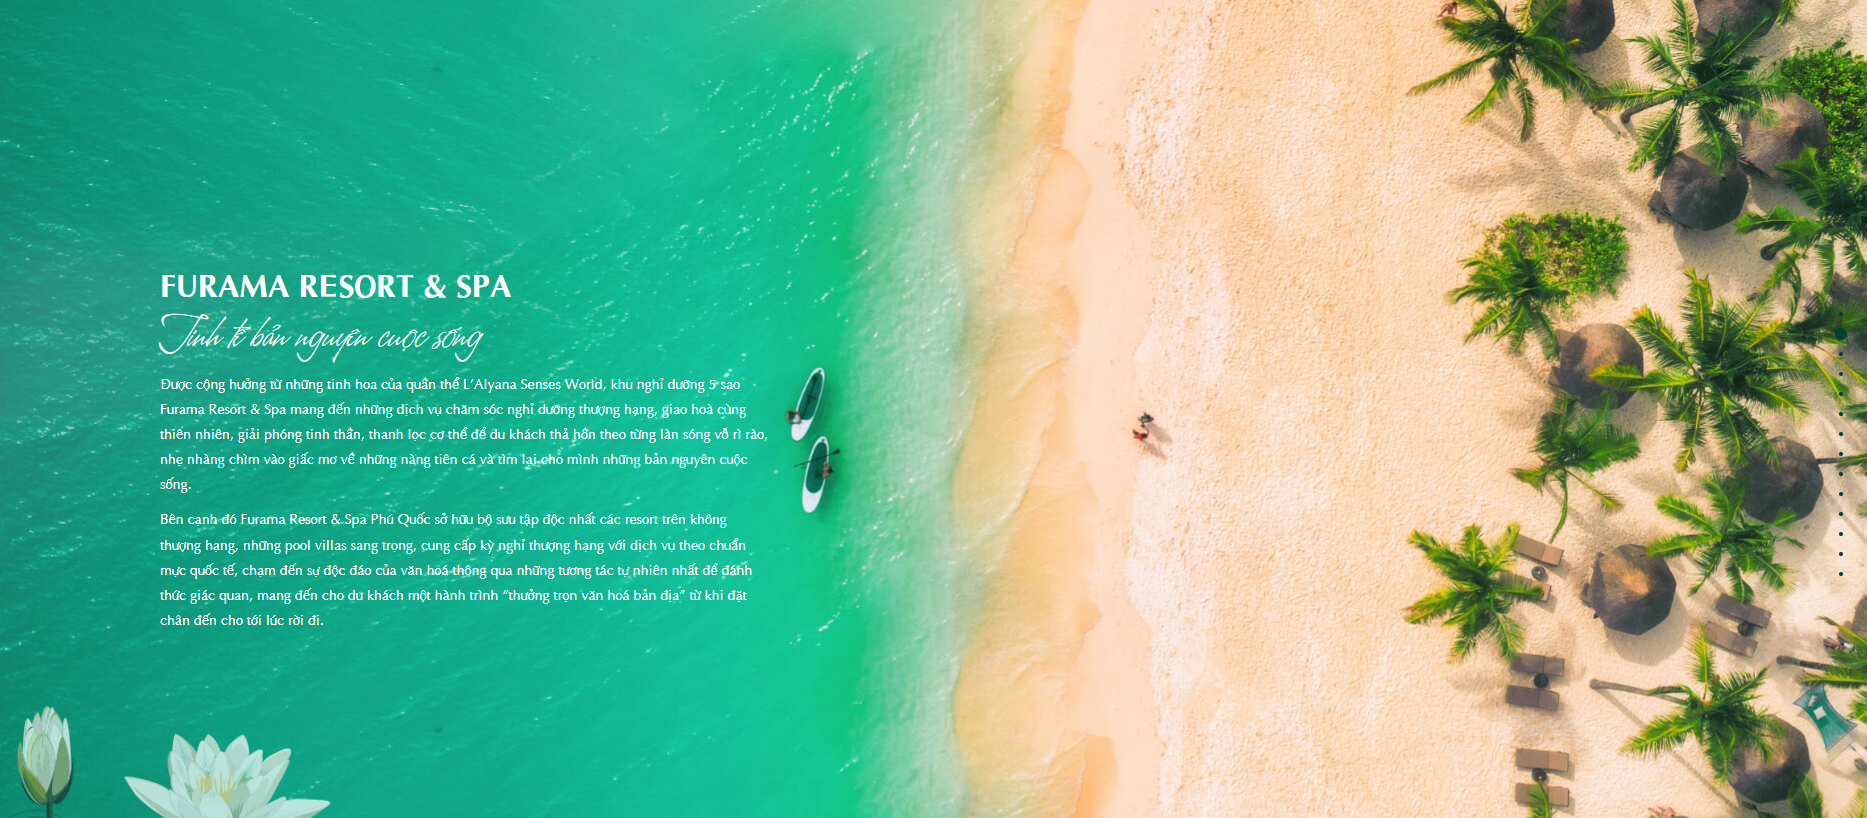 FURAMA RESORT & SPA
Tinh tế bản nguyên cuộc sống
Được cộng hưởng từ những tinh hoa của quần thể L’Alyana Senses World, khu nghỉ dưỡng 5 sao
Furama Resort & Spa mang đến những dịch vụ chăm sóc nghỉ dưỡng thượng hạng, giao hoà cùng
thiên nhiên, giải phóng tinh thần, thanh lọc cơ thể để du khách thả hồn theo từng làn sóng vỗ rì rào,
nhẹ nhàng chìm vào giấc mơ về những nàng tiên cá và tìm lại cho mình những bản nguyên cuộc
sống.
Bên cạnh đó Furama Resort & Spa Phú Quốc sở hữu bộ sưu tập độc nhất các resort trên không
thượng hạng, những pool villas sang trọng, cung cấp kỳ nghỉ thượng hạng với dịch vụ theo chuẩn
mực quốc tế, chạm đến sự độc đáo của văn hoá thông qua những tương tác tự nhiên nhất để đánh
thức giác quan, mang đến cho du khách một hành trình “thưởng trọn văn hoá bản địa” từ khi đặt
chân đến cho tới lúc rời đi.